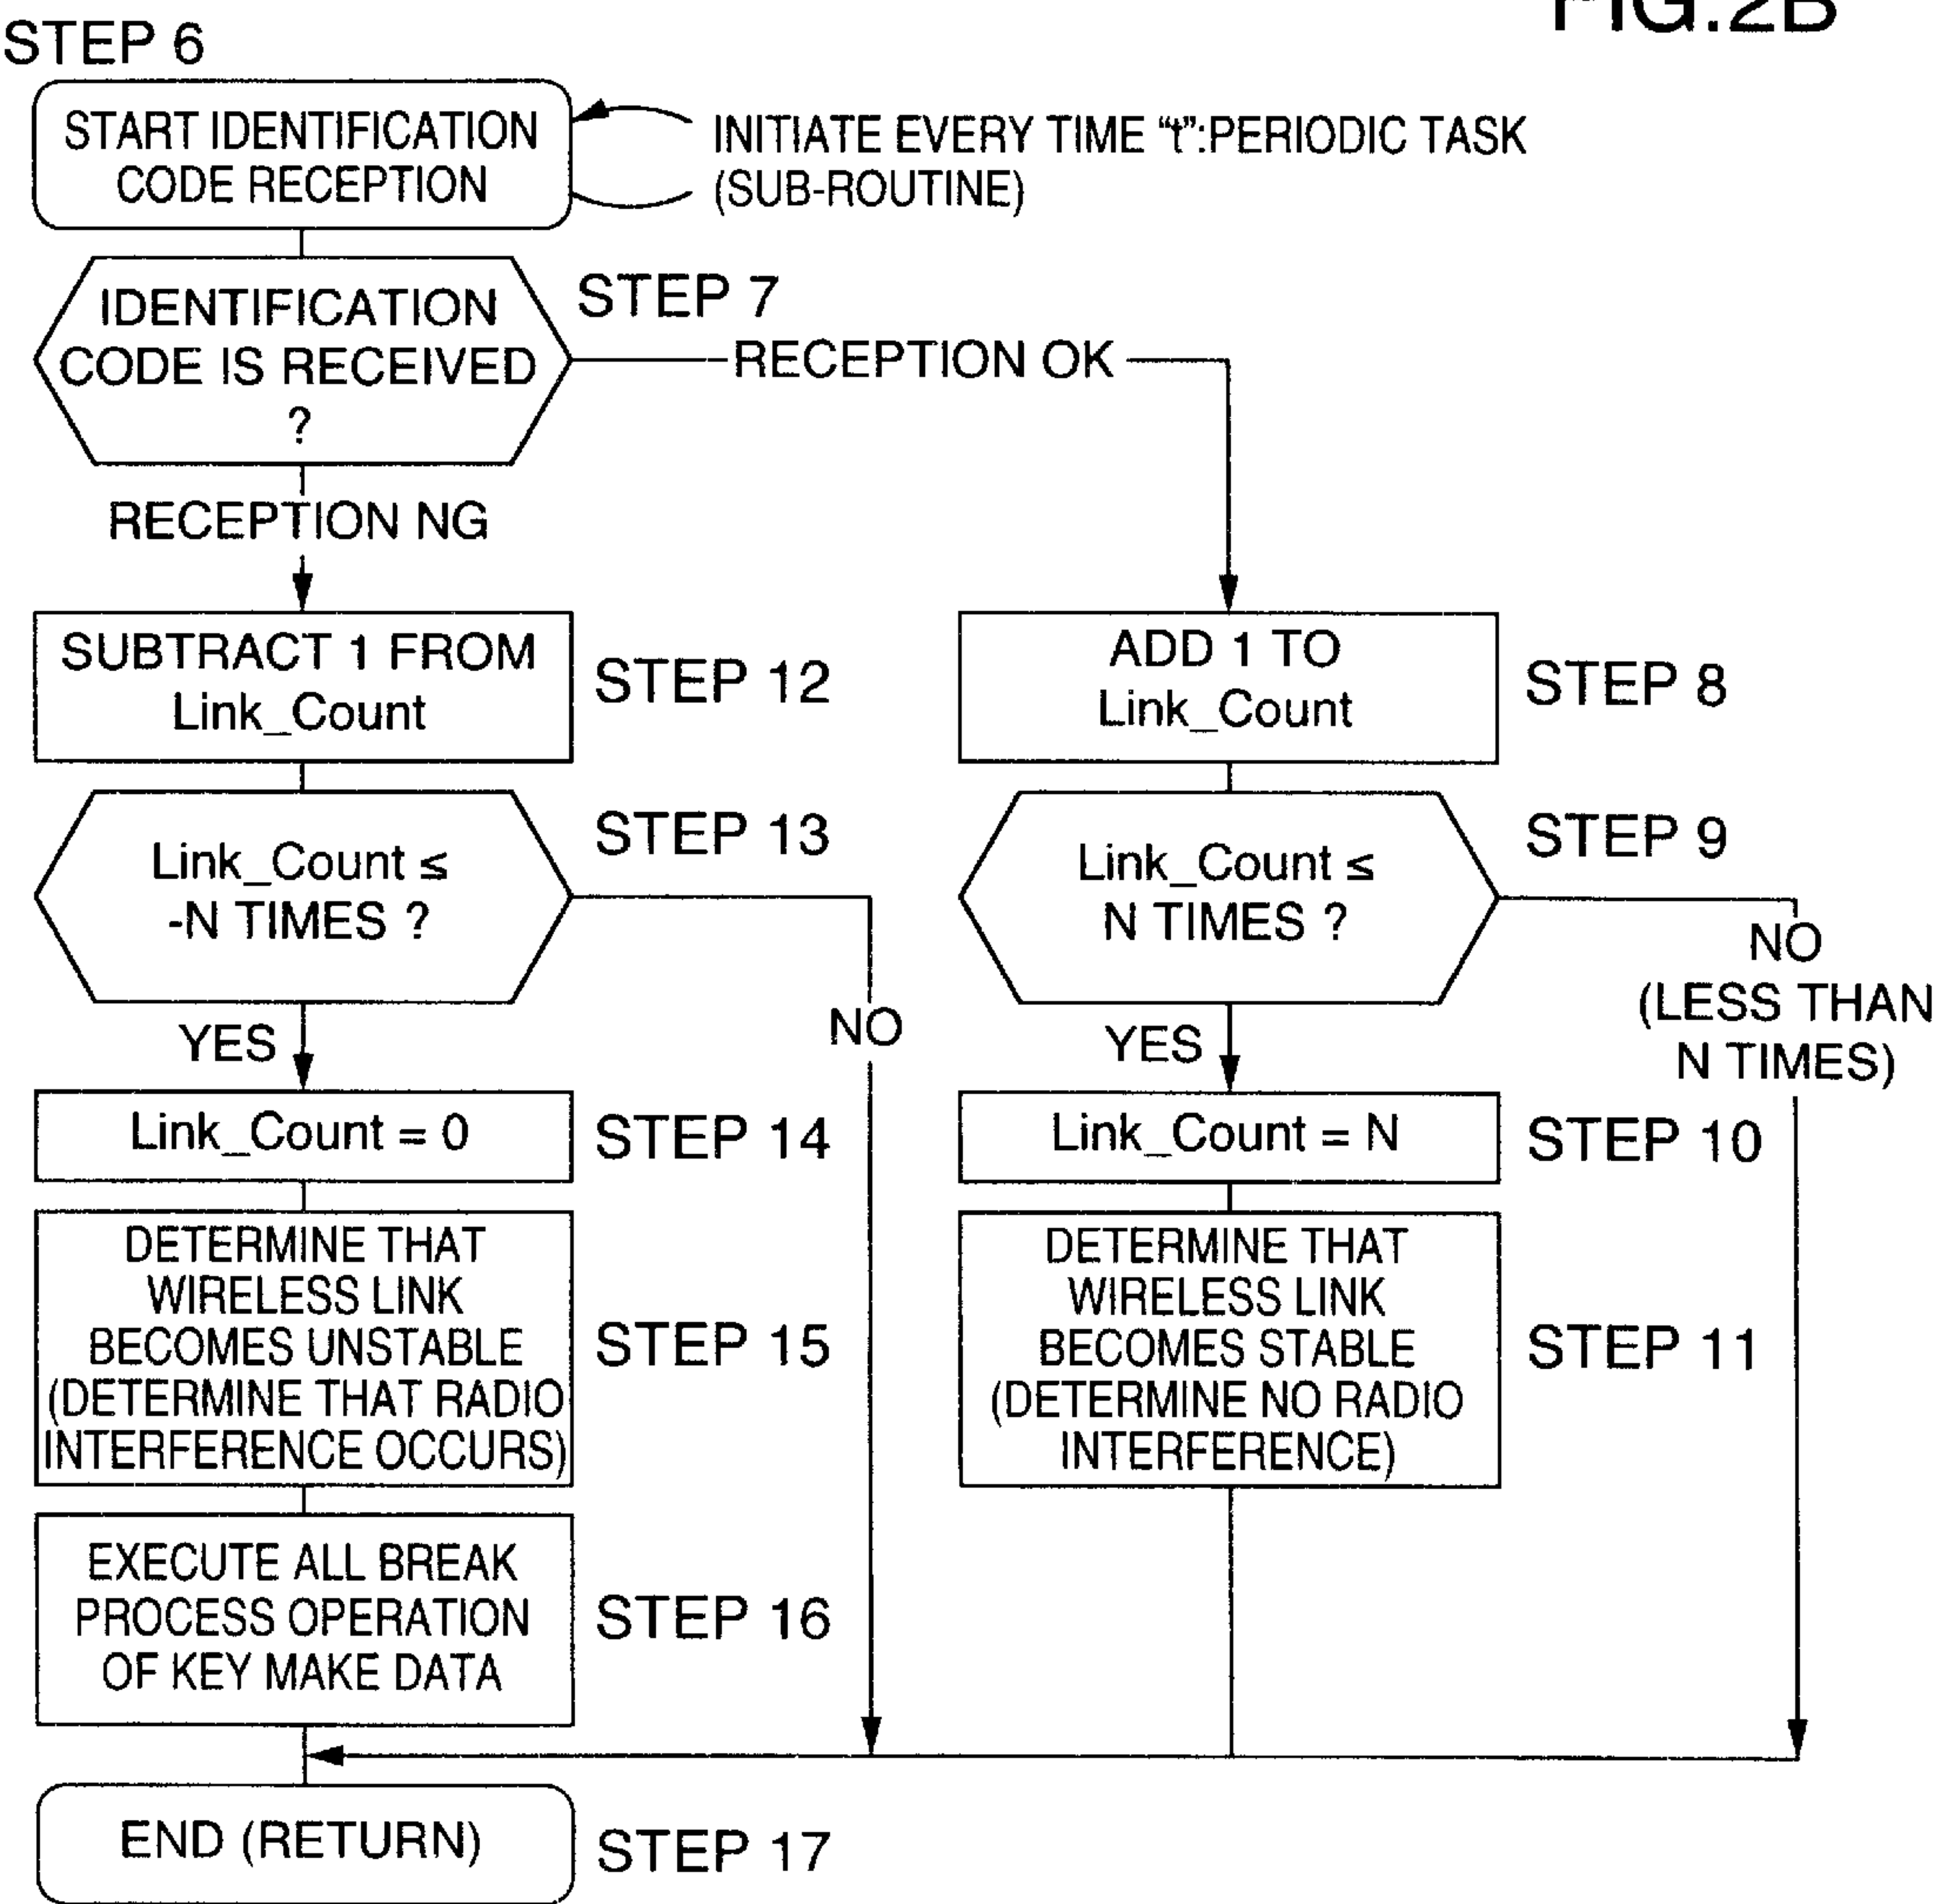 FIG.2B
STEP 6
START IDENTIFICATION
CODE RECEPTION
INITIATE EVERY TIME "t":PERIODIC TASK
(SUB-ROUTINE)
IDENTIFICATION
CODE IS RECEIVED
?
STEP 7
RECEPTION OK
RECEPTION NG
SUBTRACT 1 FROM
Link_Count
STEP 12
ADD 1 TO
Link_Count
STEP 8
Link_Count ≤
-N TIMES ?
STEP 13
Link_Count ≤
N TIMES ?
STEP 9
NO
(LESS THAN
N TIMES)
YES
NO
YES
Link_Count = 0
STEP 14
Link_Count = N
STEP 10
DETERMINE THAT
WIRELESS LINK
BECOMES UNSTABLE
(DETERMINE THAT RADIO
INTERFERENCE OCCURS)
STEP 15
DETERMINE THAT
WIRELESS LINK
BECOMES STABLE
(DETERMINE NO RADIO
INTERFERENCE)
STEP 11
EXECUTE ALL BREAK
PROCESS OPERATION
OF KEY MAKE DATA
STEP 16
END (RETURN)
STEP 17